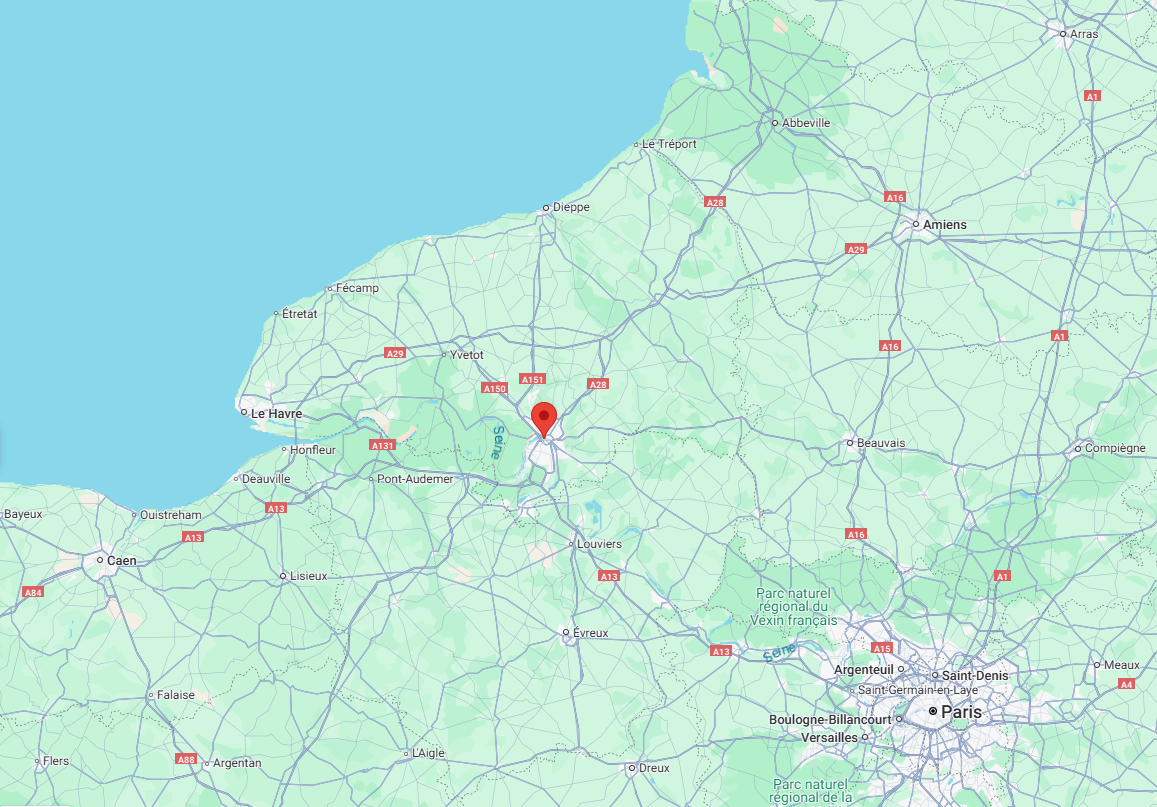 Arras
A1
Abbeville
Le Tréport
A28
A16
Dieppe
Amiens
A29
Fécamp
Étretat
A1
A16
A29
Yvetot
A151
A150
A28
Le Havre
Seine
A131
Honfleur
Beauvais
Compiègne
Deauville
Pont-Audemer
A13
Bayeux
Ouistreham
A13
A16
Louviers
Caen
Lisieux
A13
A1
A84
Parc naturel
régional du
Vexin français
Évreux
A13
Seine
A15
Argenteuil
Saint-Denis
Meaux
A4
Saint-Germain-en-Laye
Falaise
Paris
Boulogne-Billancourt
Versailles
L'Aigle
A88
Flers
Argentan
Dreux
Parc naturel
régional de la